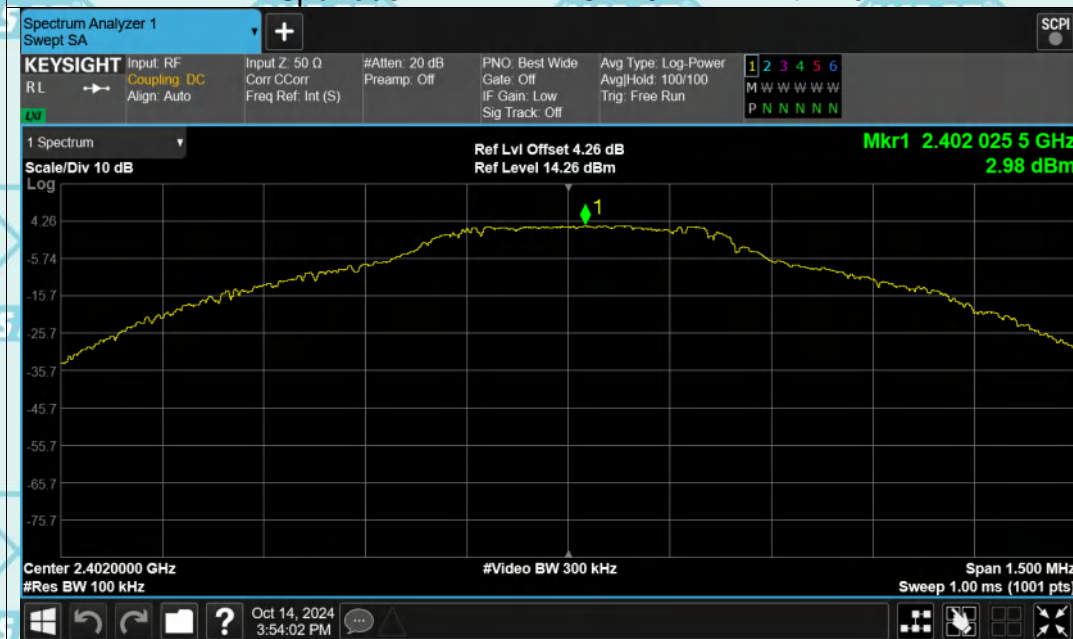 Spectrum Analyzer 1
Swept SA
+
SCPI
KEYSIGHT
RL
LXI
Input: RF
Coupling: DC
Align: Auto
Input Z: 50 Ω
Corr CCorr
Freq Ref: Int (S)
#Atten: 20 dB
Preamp: Off
PNO: Best Wide
Gate: Off
IF Gain: Low
Sig Track: Off
Avg Type: Log-Power
Avg|Hold: 100/100
Trig: Free Run
1 2 3 4 5 6
M W W W W W
P N N N N N
1 Spectrum
Scale/Div 10 dB
Ref Lvl Offset 4.26 dB
Ref Level 14.26 dBm
Mkr1 2.402 025 5 GHz
2.98 dBm
Log
1
4.26
-5.74
-15.7
-25.7
-35.7
-45.7
-55.7
-65.7
-75.7
Center 2.4020000 GHz
#Res BW 100 kHz
#Video BW 300 kHz
Span 1.500 MHz
Sweep 1.00 ms (1001 pts)
?
Oct 14, 2024
3:54:02 PM